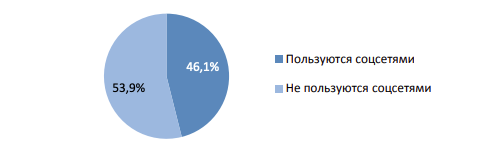 46,1%
53,9%
Пользуются соцсетями
Не пользуются соцсетями